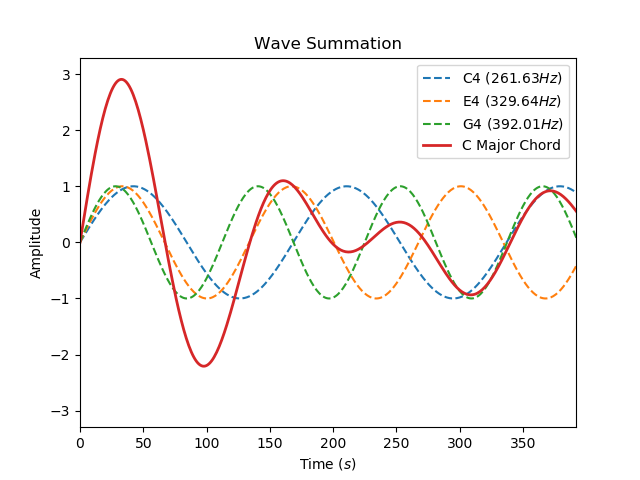 Wave Summation
C4 (261.63Hz)
E4 (329.64Hz)
G4 (392.01Hz)
C Major Chord
Amplitude
3
2
1
0
−1
−2
−3
0 50 100 150 200 250 300 350
Time (s)